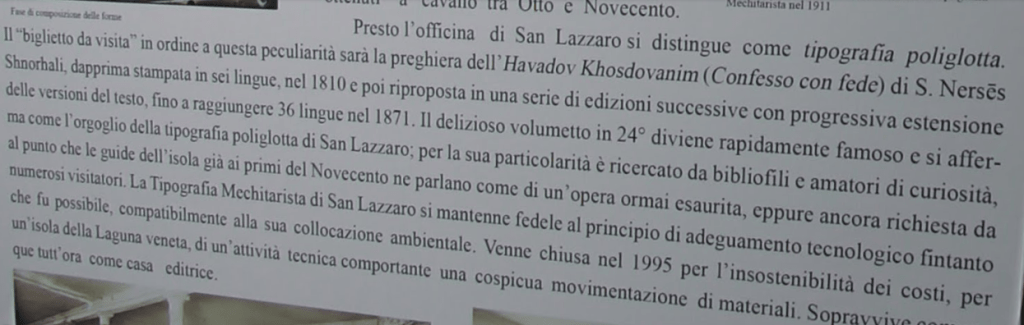 Fase di composizione delle forme
a cavallo tra Otto e Novecento.
Mechitarista nel 1911
Presto l'officina di San Lazzaro si distingue come tipografia poliglotta.
Il "biglietto da visita" in ordine a questa peculiarità sarà la preghiera dell'Havadov Khosdovanim (Confesso con fede) di S. Nersēs
Shnorhali, dapprima stampata in sei lingue, nel 1810 e poi riproposta in una serie di edizioni successive con progressiva estensione
delle versioni del testo, fino a raggiungere 36 lingue nel 1871. Il delizioso volumetto in 24° diviene rapidamente famoso e si affer-
ma come l'orgoglio della tipografia poliglotta di San Lazzaro; per la sua particolarità è ricercato da bibliofili e amatori di curiosità,
al punto che le guide dell'isola già ai primi del Novecento ne parlano come di un'opera ormai esaurita, eppure ancora richiesta da
numerosi visitatori. La Tipografia Mechitarista di San Lazzaro si mantenne fedele al principio di adeguamento tecnologico fintanto
che fu possibile, compatibilmente alla sua collocazione ambientale. Venne chiusa nel 1995 per l'insostenibilità dei costi, per
un'isola della Laguna veneta, di un'attività tecnica comportante una cospicua movimentazione di materiali. Sopravvive
que tutt'ora come casa editrice.